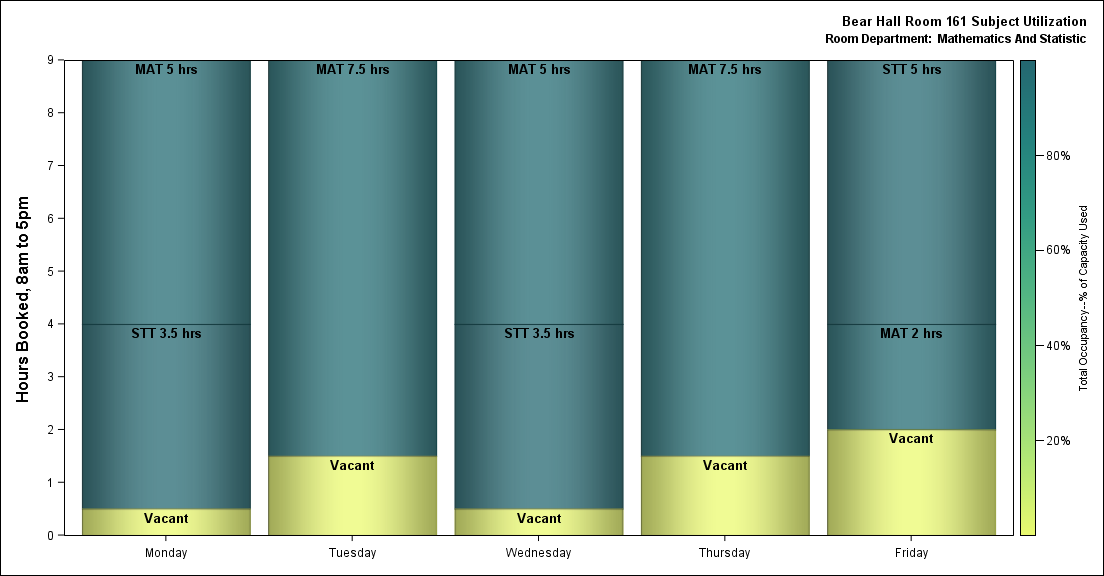 Bear Hall Room 161 Subject Utilization
Room Department: Mathematics And Statistic
Hours Booked, 8am to 5pm
9
8
7
6
5
4
3
2
1
0
MAT 5 hrs
STT 3.5 hrs
Vacant
MAT 7.5 hrs
Vacant
MAT 5 hrs
STT 3.5 hrs
Vacant
MAT 7.5 hrs
Vacant
STT 5 hrs
MAT 2 hrs
Vacant
Monday
Tuesday
Wednesday
Thursday
Friday
80%
60%
40%
20%
Total Occupancy--% of Capacity Used